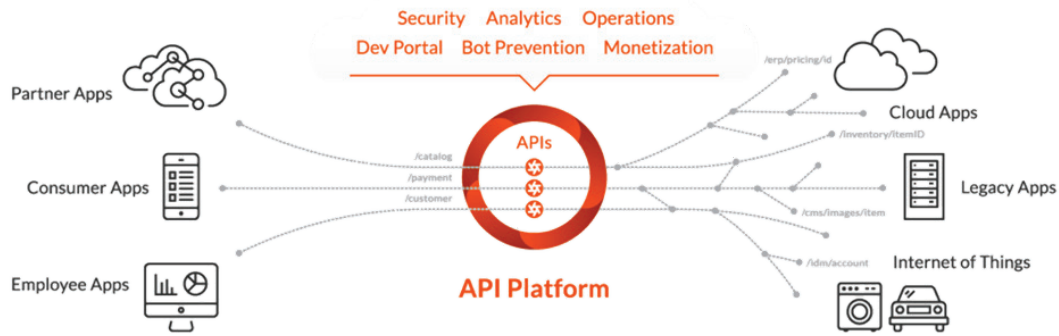 Security Analytics Operations
Dev Portal Bot Prevention Monetization
Partner Apps
Consumer Apps
Employee Apps
/catalog
/payment
/customer
APIs
API Platform
/erp/pricing/id
Cloud Apps
/inventory/itemID
Legacy Apps
/cms/images/item
/idm/account
Internet of Things